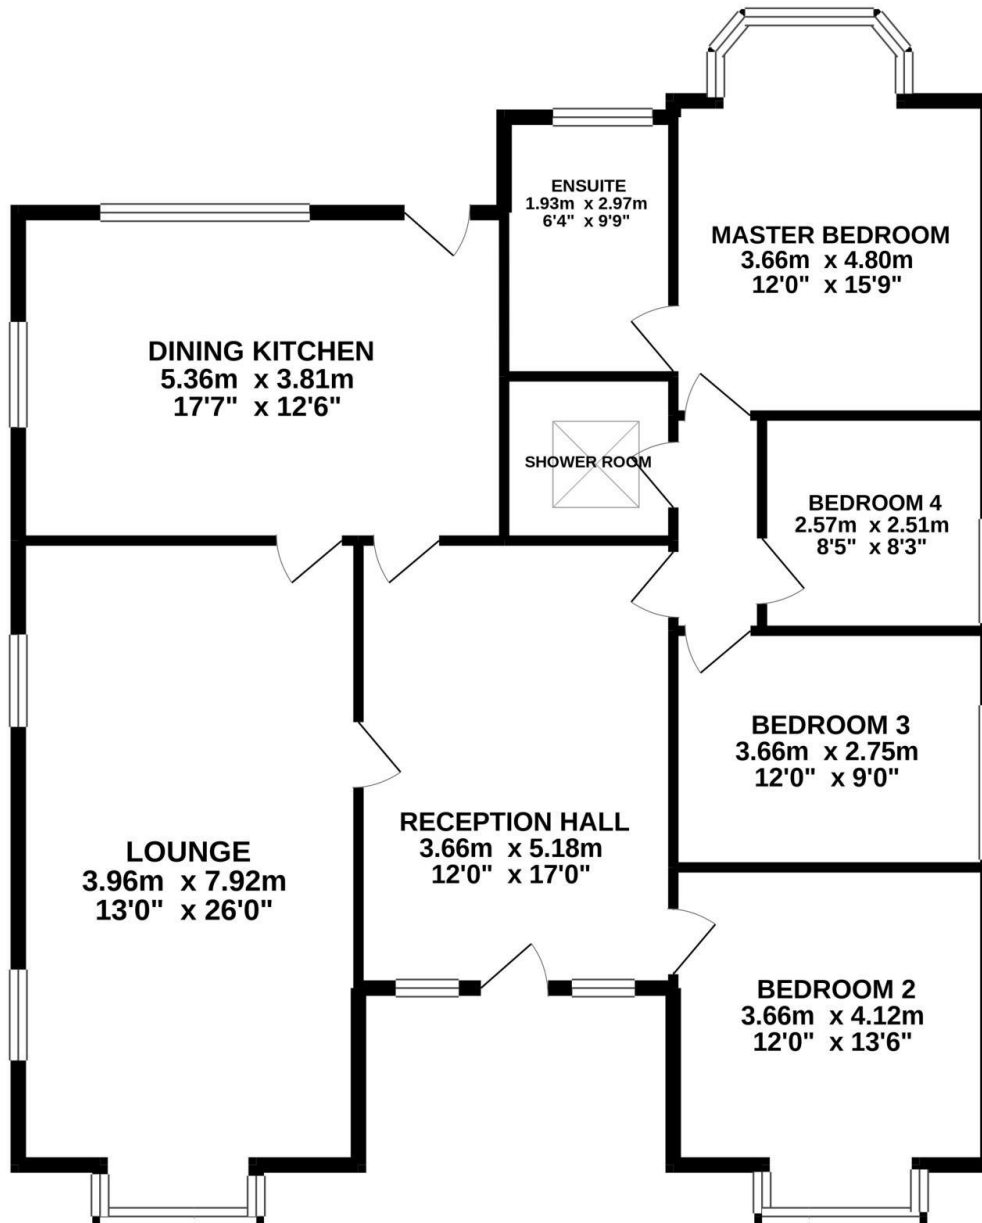 ENSUITE
1.93m x 2.97m
6'4" x 9'9"
MASTER BEDROOM
3.66m x 4.80m
12'0" x 15'9"
DINING KITCHEN
5.36m x 3.81m
17'7" x 12'6"
SHOWER ROOM
BEDROOM 4
2.57m x 2.51m
8'5" x 8'3"
BEDROOM 3
3.66m x 2.75m
12'0" x 9'0"
RECEPTION HALL
3.66m x 5.18m
12'0" x 17'0"
LOUNGE
3.96m x 7.92m
13'0" x 26'0"
BEDROOM 2
3.66m x 4.12m
12'0" x 13'6"